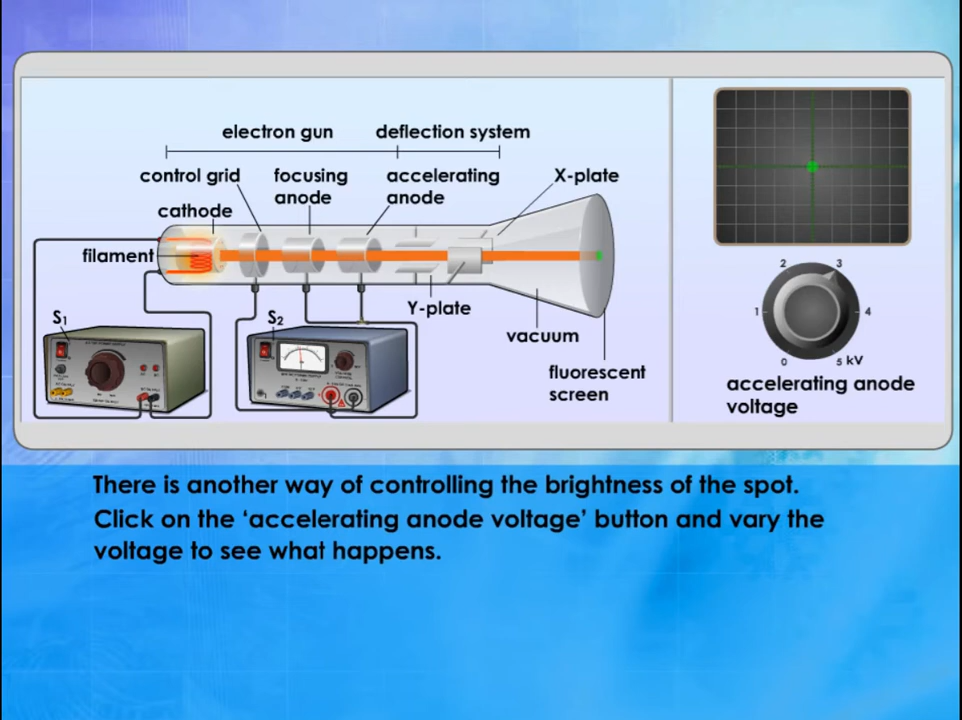 electron gun
deflection system
control grid
focusing
anode
accelerating
anode
X-plate
cathode
filament
Y-plate
S1
S2
vacuum
fluorescent
screen
2
3
1
4
0
5 kV
accelerating anode
voltage
There is another way of controlling the brightness of the spot.
Click on the ‘accelerating anode voltage’ button and vary the
voltage to see what happens.